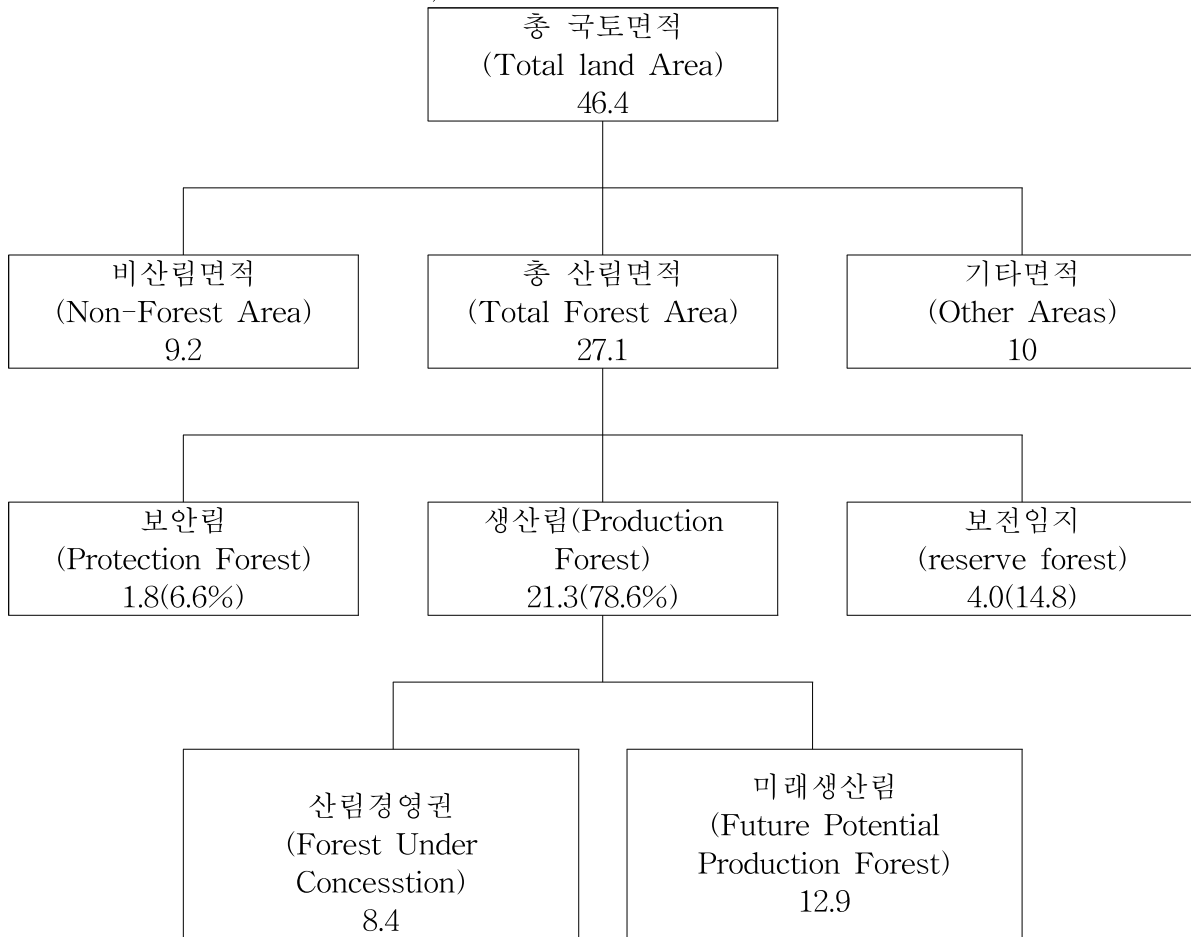 총 국토면적
(Total land Area)
46.4
비산림면적
(Non-Forest Area)
9.2
총 산림면적
(Total Forest Area)
27.1
기타면적
(Other Areas)
10
보안림
(Protection Forest)
1.8(6.6%)
생산림(Production
Forest)
21.3(78.6%)
보전임지
(reserve forest)
4.0(14.8)
산림경영권
(Forest Under
Concesstion)
8.4
미래생산림
(Future Potential
Production Forest)
12.9